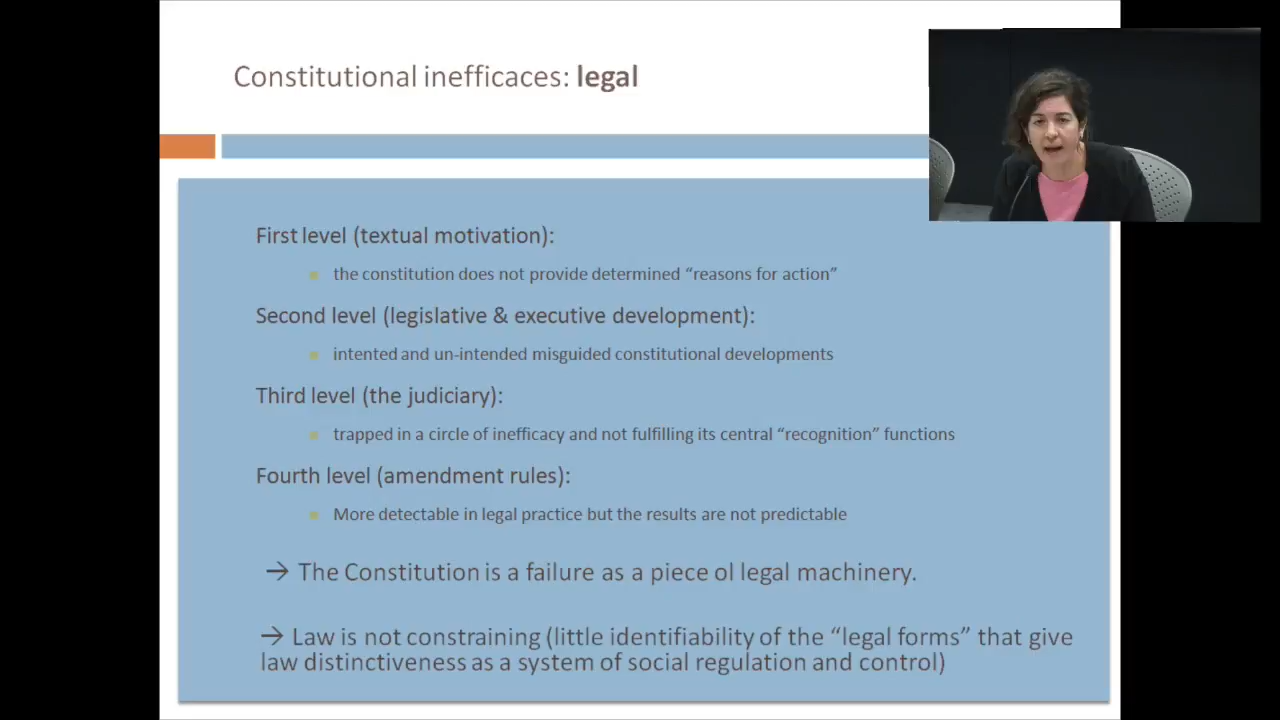 Constitutional inefficaces: legal
First level (textual motivation):
the constitution does not provide determined “reasons for action”
Second level (legislative & executive development):
intented and un-intended misguided constitutional developments
Third level (the judiciary):
trapped in a circle of inefficacy and not fulfilling its central “recognition” functions
Fourth level (amendment rules):
More detectable in legal practice but the results are not predictable
→ The Constitution is a failure as a piece of legal machinery.
→ Law is not constraining (little identifiability of the “legal forms” that give
law distinctiveness as a system of social regulation and control)